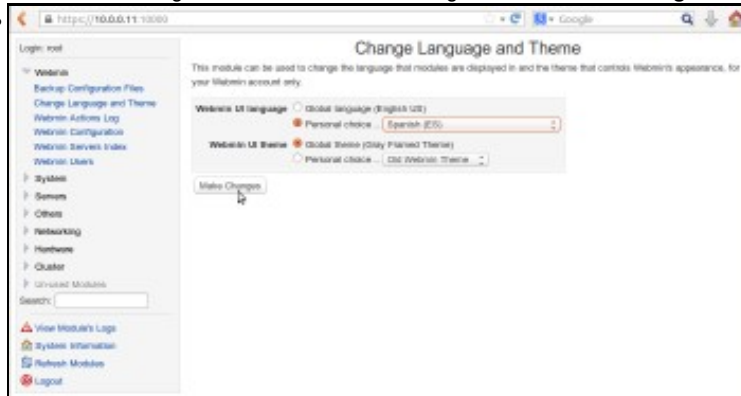 https://10.0.0.11:10000
Google
Login: root
Webmin
Backup Configuration Files
Change Language and Theme
Webmin Actions Log
Webmin Configuration
Webmin Servers Index
Webmin Users
System
Servers
Others
Networking
Hardware
Cluster
Un-used Modules
Search:
View Module's Logs
System Information
Refresh Modules
Logout
Change Language and Theme
This module can be used to change the language that modules are displayed in and the theme that controls Webmin's appearance, for
your Webmin account only.
Webmin UI language Global language (English US)
Personal choice .. Spanish (ES)
Webmin UI theme Global theme (Gray Framed Theme)
Personal choice .. Old Webmin Theme
Make Changes